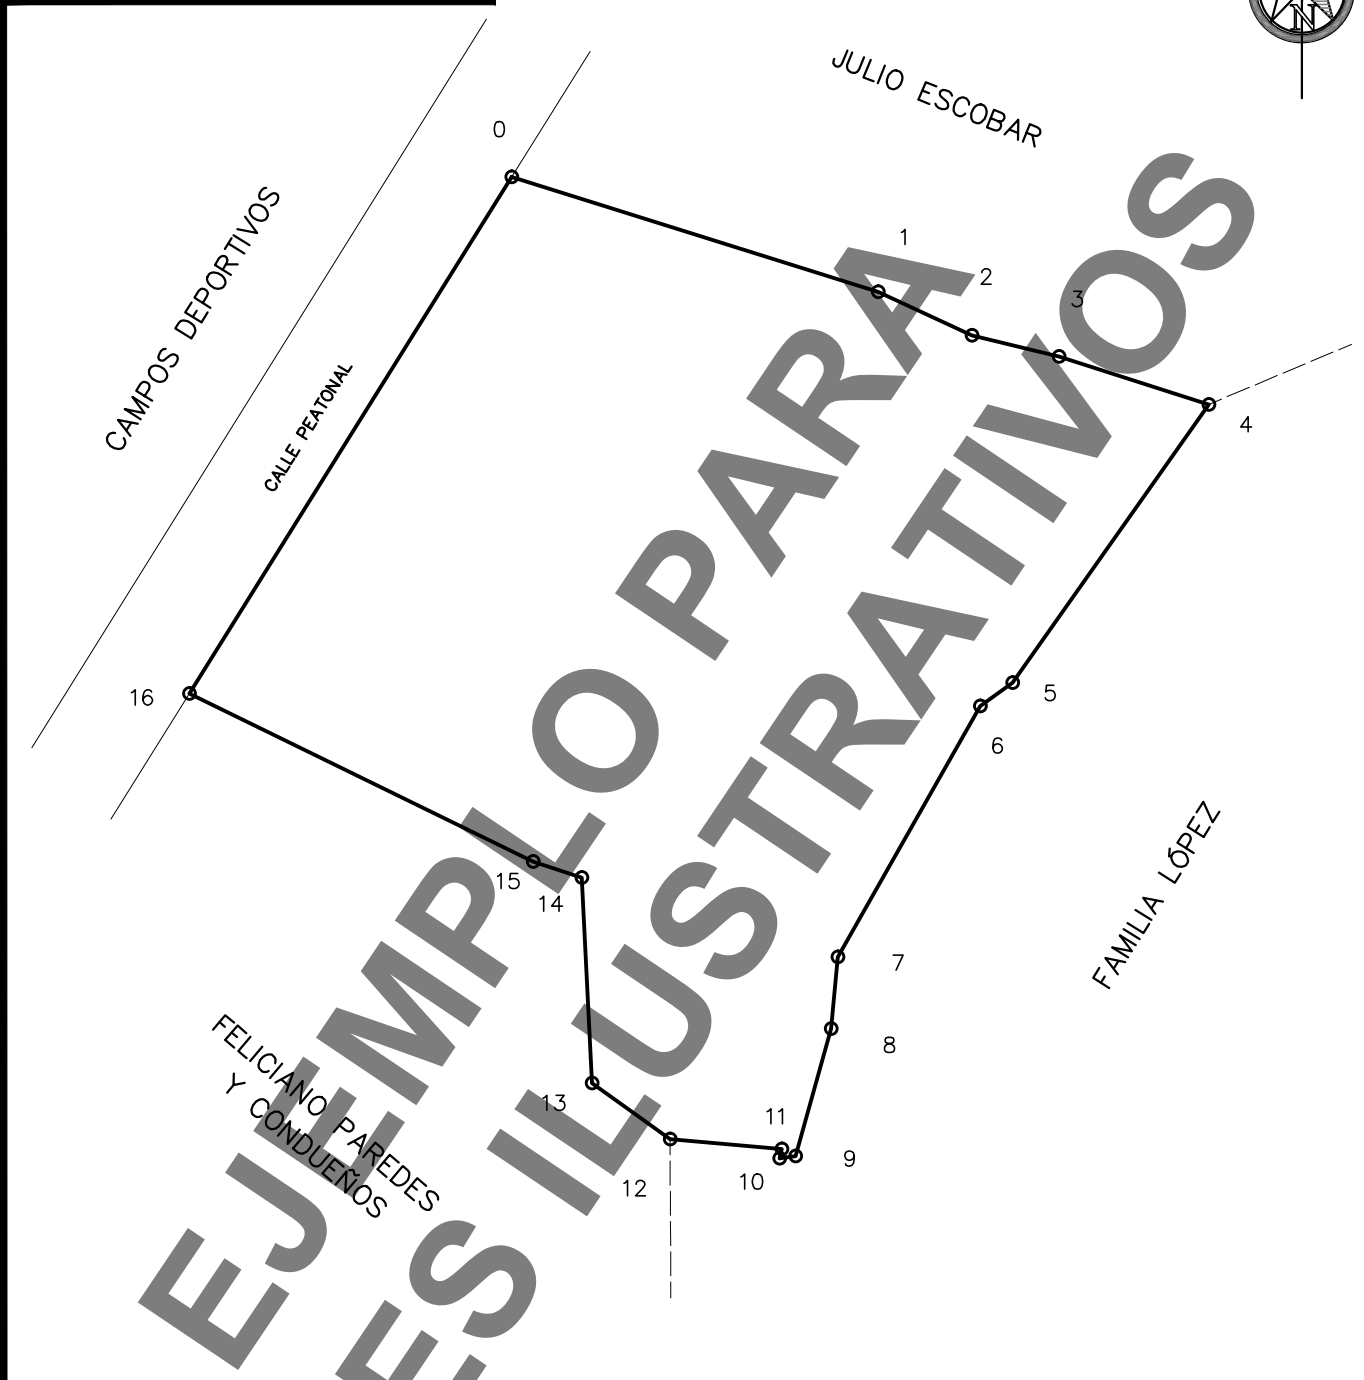 N
JULIO ESCOBAR
0
CAMPOS DEPORTIVOS
1
2
3
CALLE PEATONAL
4
16
5
6
15
14
7
FAMILIA LÓPEZ
8
FELICIANO PAREDES
Y CONDUEÑOS
13
11
12
10
9
EJEMPLO PARA
ES ILUSTRATIVOS